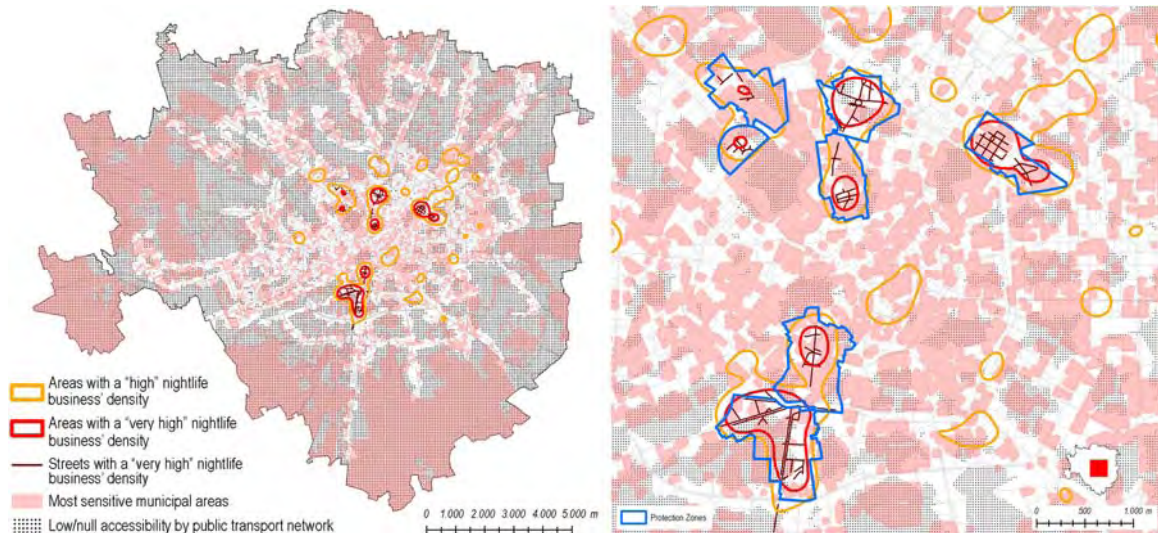 Areas with a “high” nightlife
business’ density
Areas with a “very high” nightlife
business’ density
Streets with a “very high” nightlife
business’ density
Most sensitive municipal areas
Low/null accessibility by public transport network
0 1.000 2.000 3.000 4.000 5.000 m
Protection Zones
0 500 1.000 m